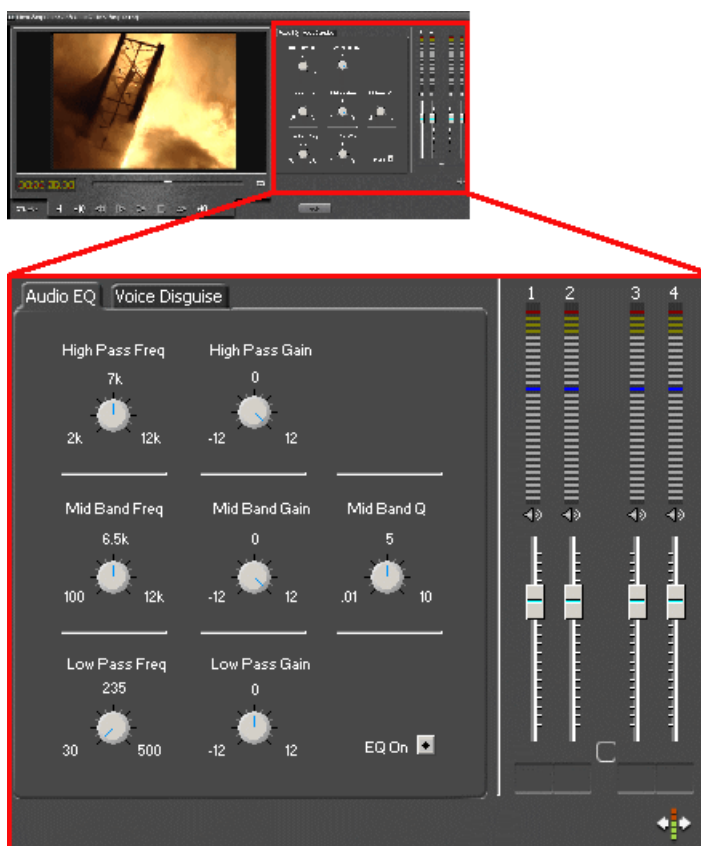 Audio EQ Voice Disguise
1 2 3 4
High Pass Freq High Pass Gain
7k 0
2k 12k -12 12
Mid Band Freq Mid Band Gain Mid Band Q
6.5k 0 5
100 12k -12 12 .01 10
Low Pass Freq Low Pass Gain
235 0
30 500 -12 12
EQ On